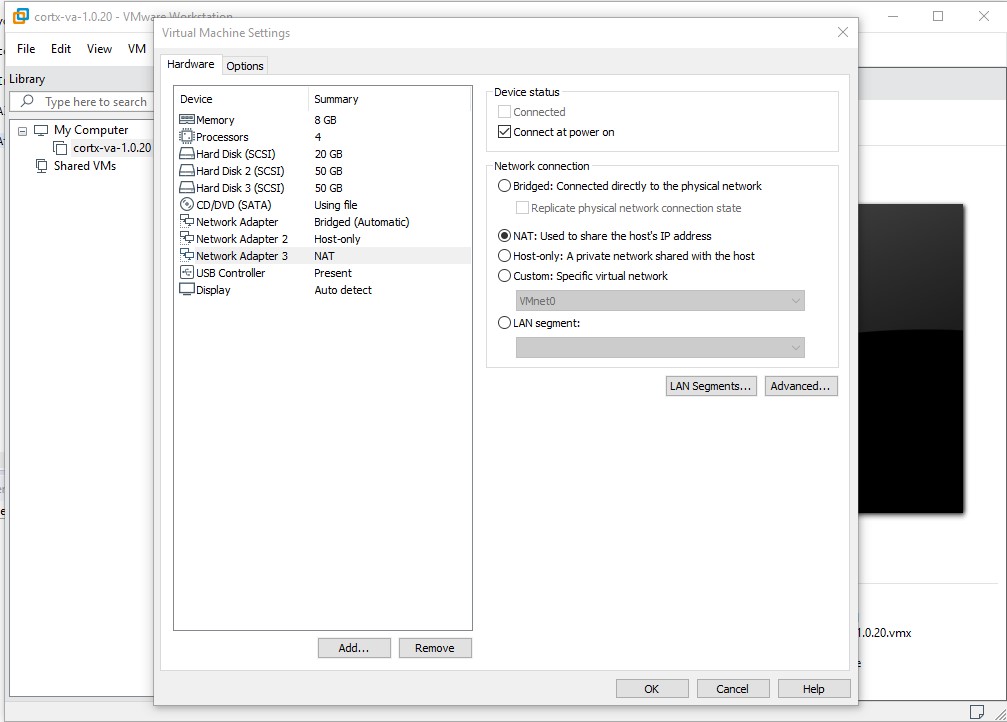 cortx-va-1.0.20 - VMware Workstation
Virtual Machine Settings
File Edit View VM
Hardware Options
Library
Type here to search
My Computer
cortx-va-1.0.20
Shared VMs
Device Summary
Memory 8 GB
Processors 4
Hard Disk (SCSI) 20 GB
Hard Disk 2 (SCSI) 50 GB
Hard Disk 3 (SCSI) 50 GB
CD/DVD (SATA) Using file
Network Adapter Bridged (Automatic)
Network Adapter 2 Host-only
Network Adapter 3 NAT
USB Controller Present
Display Auto detect
Add... Remove
Device status
Connected
Connect at power on
Network connection
Bridged: Connected directly to the physical network
Replicate physical network connection state
NAT: Used to share the host's IP address
Host-only: A private network shared with the host
Custom: Specific virtual network
VMnet0
LAN segment:
LAN Segments... Advanced...
1.0.20.vmx
OK Cancel Help